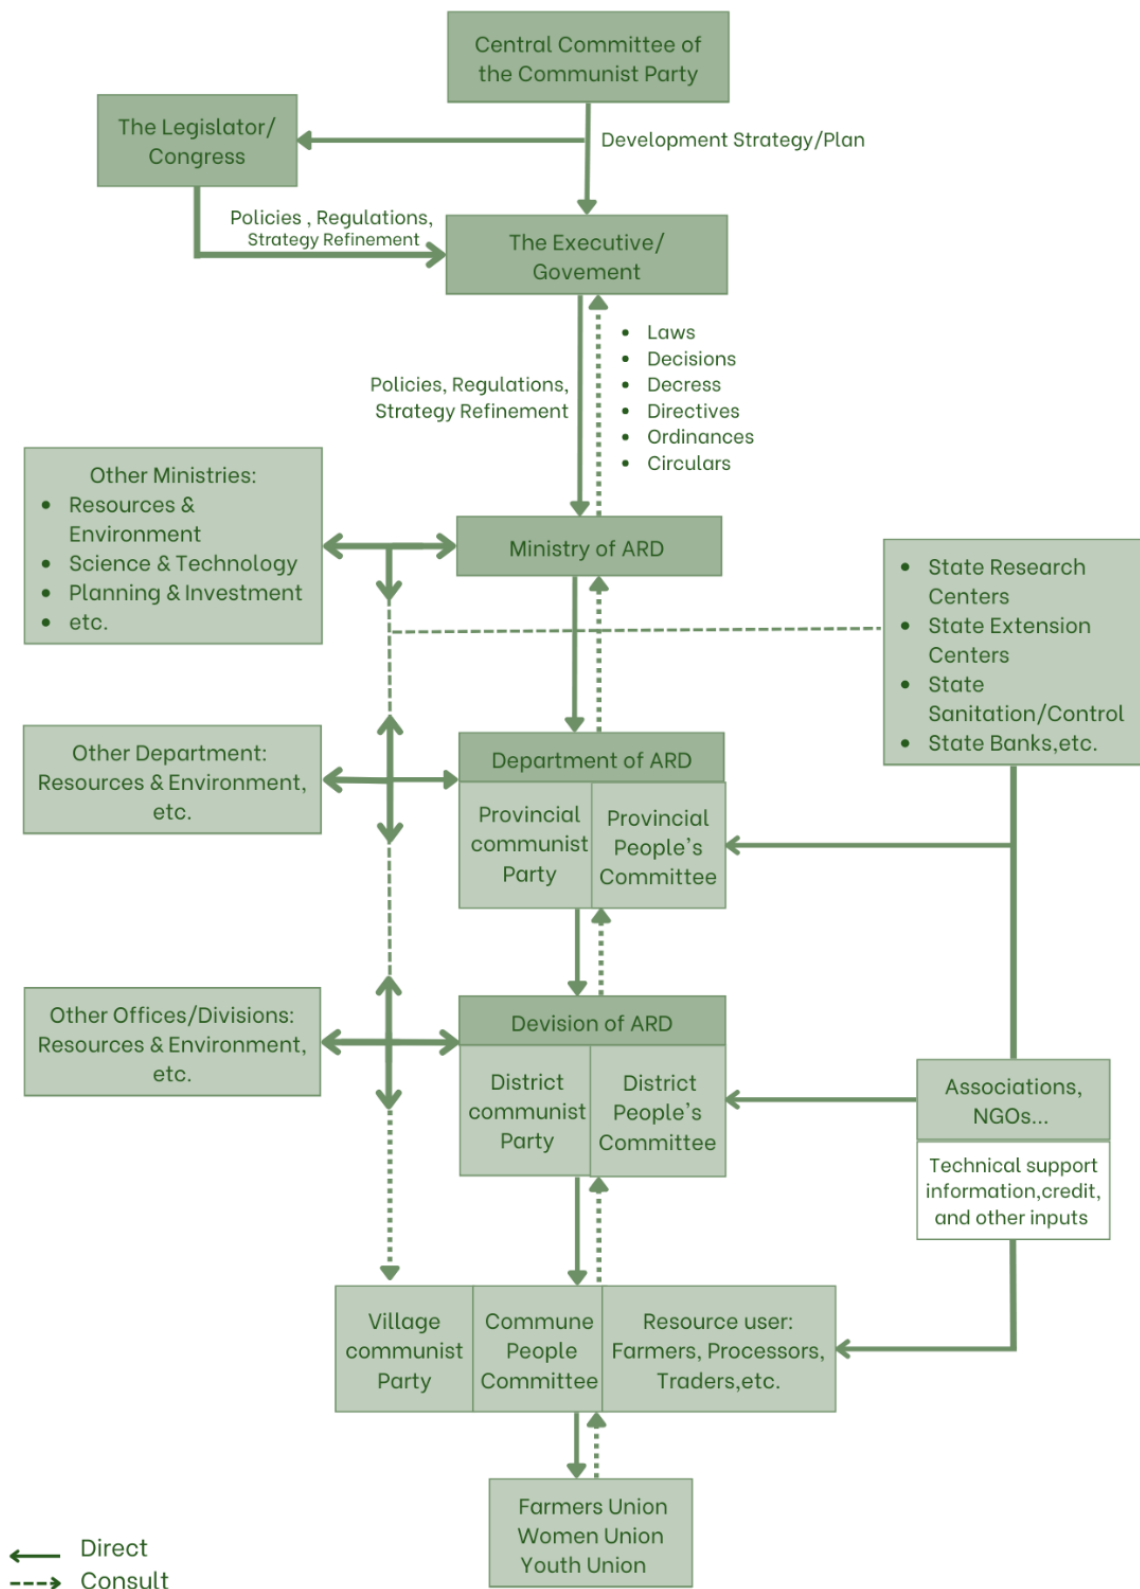 Central Committee of
the Communist Party
The Legislator/
Congress
Development Strategy/Plan
Policies , Regulations,
Strategy Refinement
The Executive/
Govement
• Laws
• Decisions
• Decress
• Directives
• Ordinances
• Circulars
Policies, Regulations,
Strategy Refinement
Other Ministries:
• Resources &
Environment
• Science & Technology
• Planning & Investment
• etc.
Ministry of ARD
• State Research
Centers
• State Extension
Centers
• State
Sanitation/Control
• State Banks,etc.
Other Department:
Resources & Environment,
etc.
Department of ARD
Provincial
communist
Party
Provincial
People's
Committee
Other Offices/Divisions:
Resources & Environment,
etc.
Devision of ARD
District
communist
Party
District
People's
Committee
Associations,
NGOs...
Technical support
information,credit,
and other inputs
Village
communist
Party
Commune
People
Committee
Resource user:
Farmers, Processors,
Traders,etc.
Farmers Union
Women Union
Youth Union
Direct
Consult